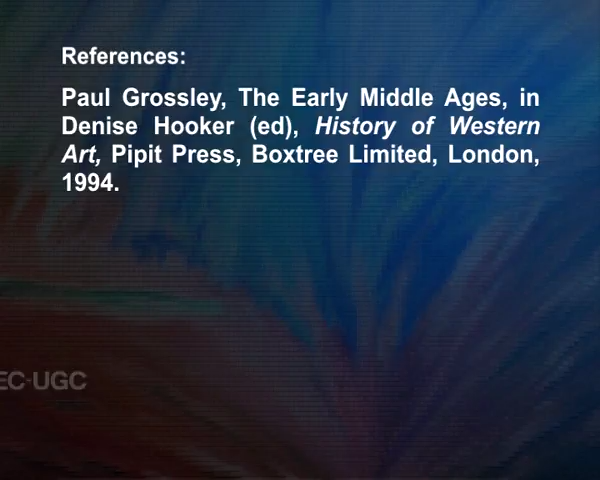 References:
Paul Grossley, The Early Middle Ages, in
Denise Hooker (ed), History of Western
Art, Pipit Press, Boxtree Limited, London,
1994.
EC-UGC